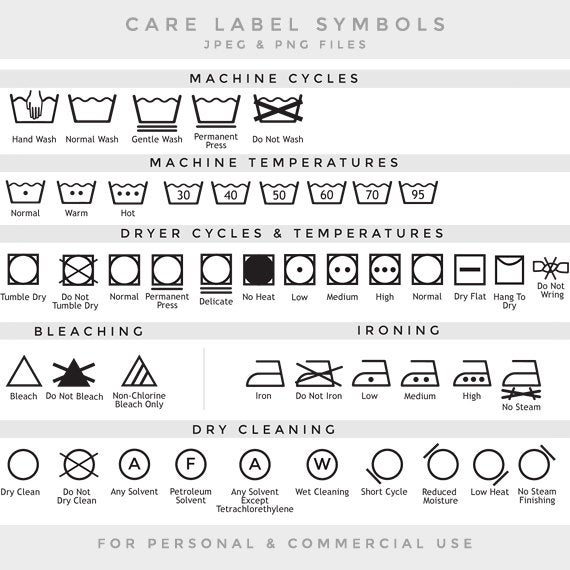 CARE LABEL SYMBOLS
JPEG & PNG FILES
MACHINE CYCLES
Hand Wash
Normal Wash
Gentle Wash
Permanent
Press
Do Not Wash
MACHINE TEMPERATURES
30
40
50
60
70
95
Normal
Warm
Hot
DRYER CYCLES & TEMPERATURES
Tumble Dry
Do Not
Tumble Dry
Normal
Permanent
Press
Delicate
No Heat
Low
Medium
High
Normal
Dry Flat
Hang To
Dry
Do Not
Wring
BLEACHING
Bleach
Do Not Bleach
Non-Chlorine
Bleach Only
IRONING
Iron
Do Not Iron
Low
Medium
High
No Steam
DRY CLEANING
A
F
A
W
Dry Clean
Do Not
Dry Clean
Any Solvent
Petroleum
Solvent
Any Solvent
Except
Tetrachlorethylene
Wet Cleaning
Short Cycle
Reduced
Moisture
Low Heat
No Steam
Finishing
FOR PERSONAL & COMMERCIAL USE